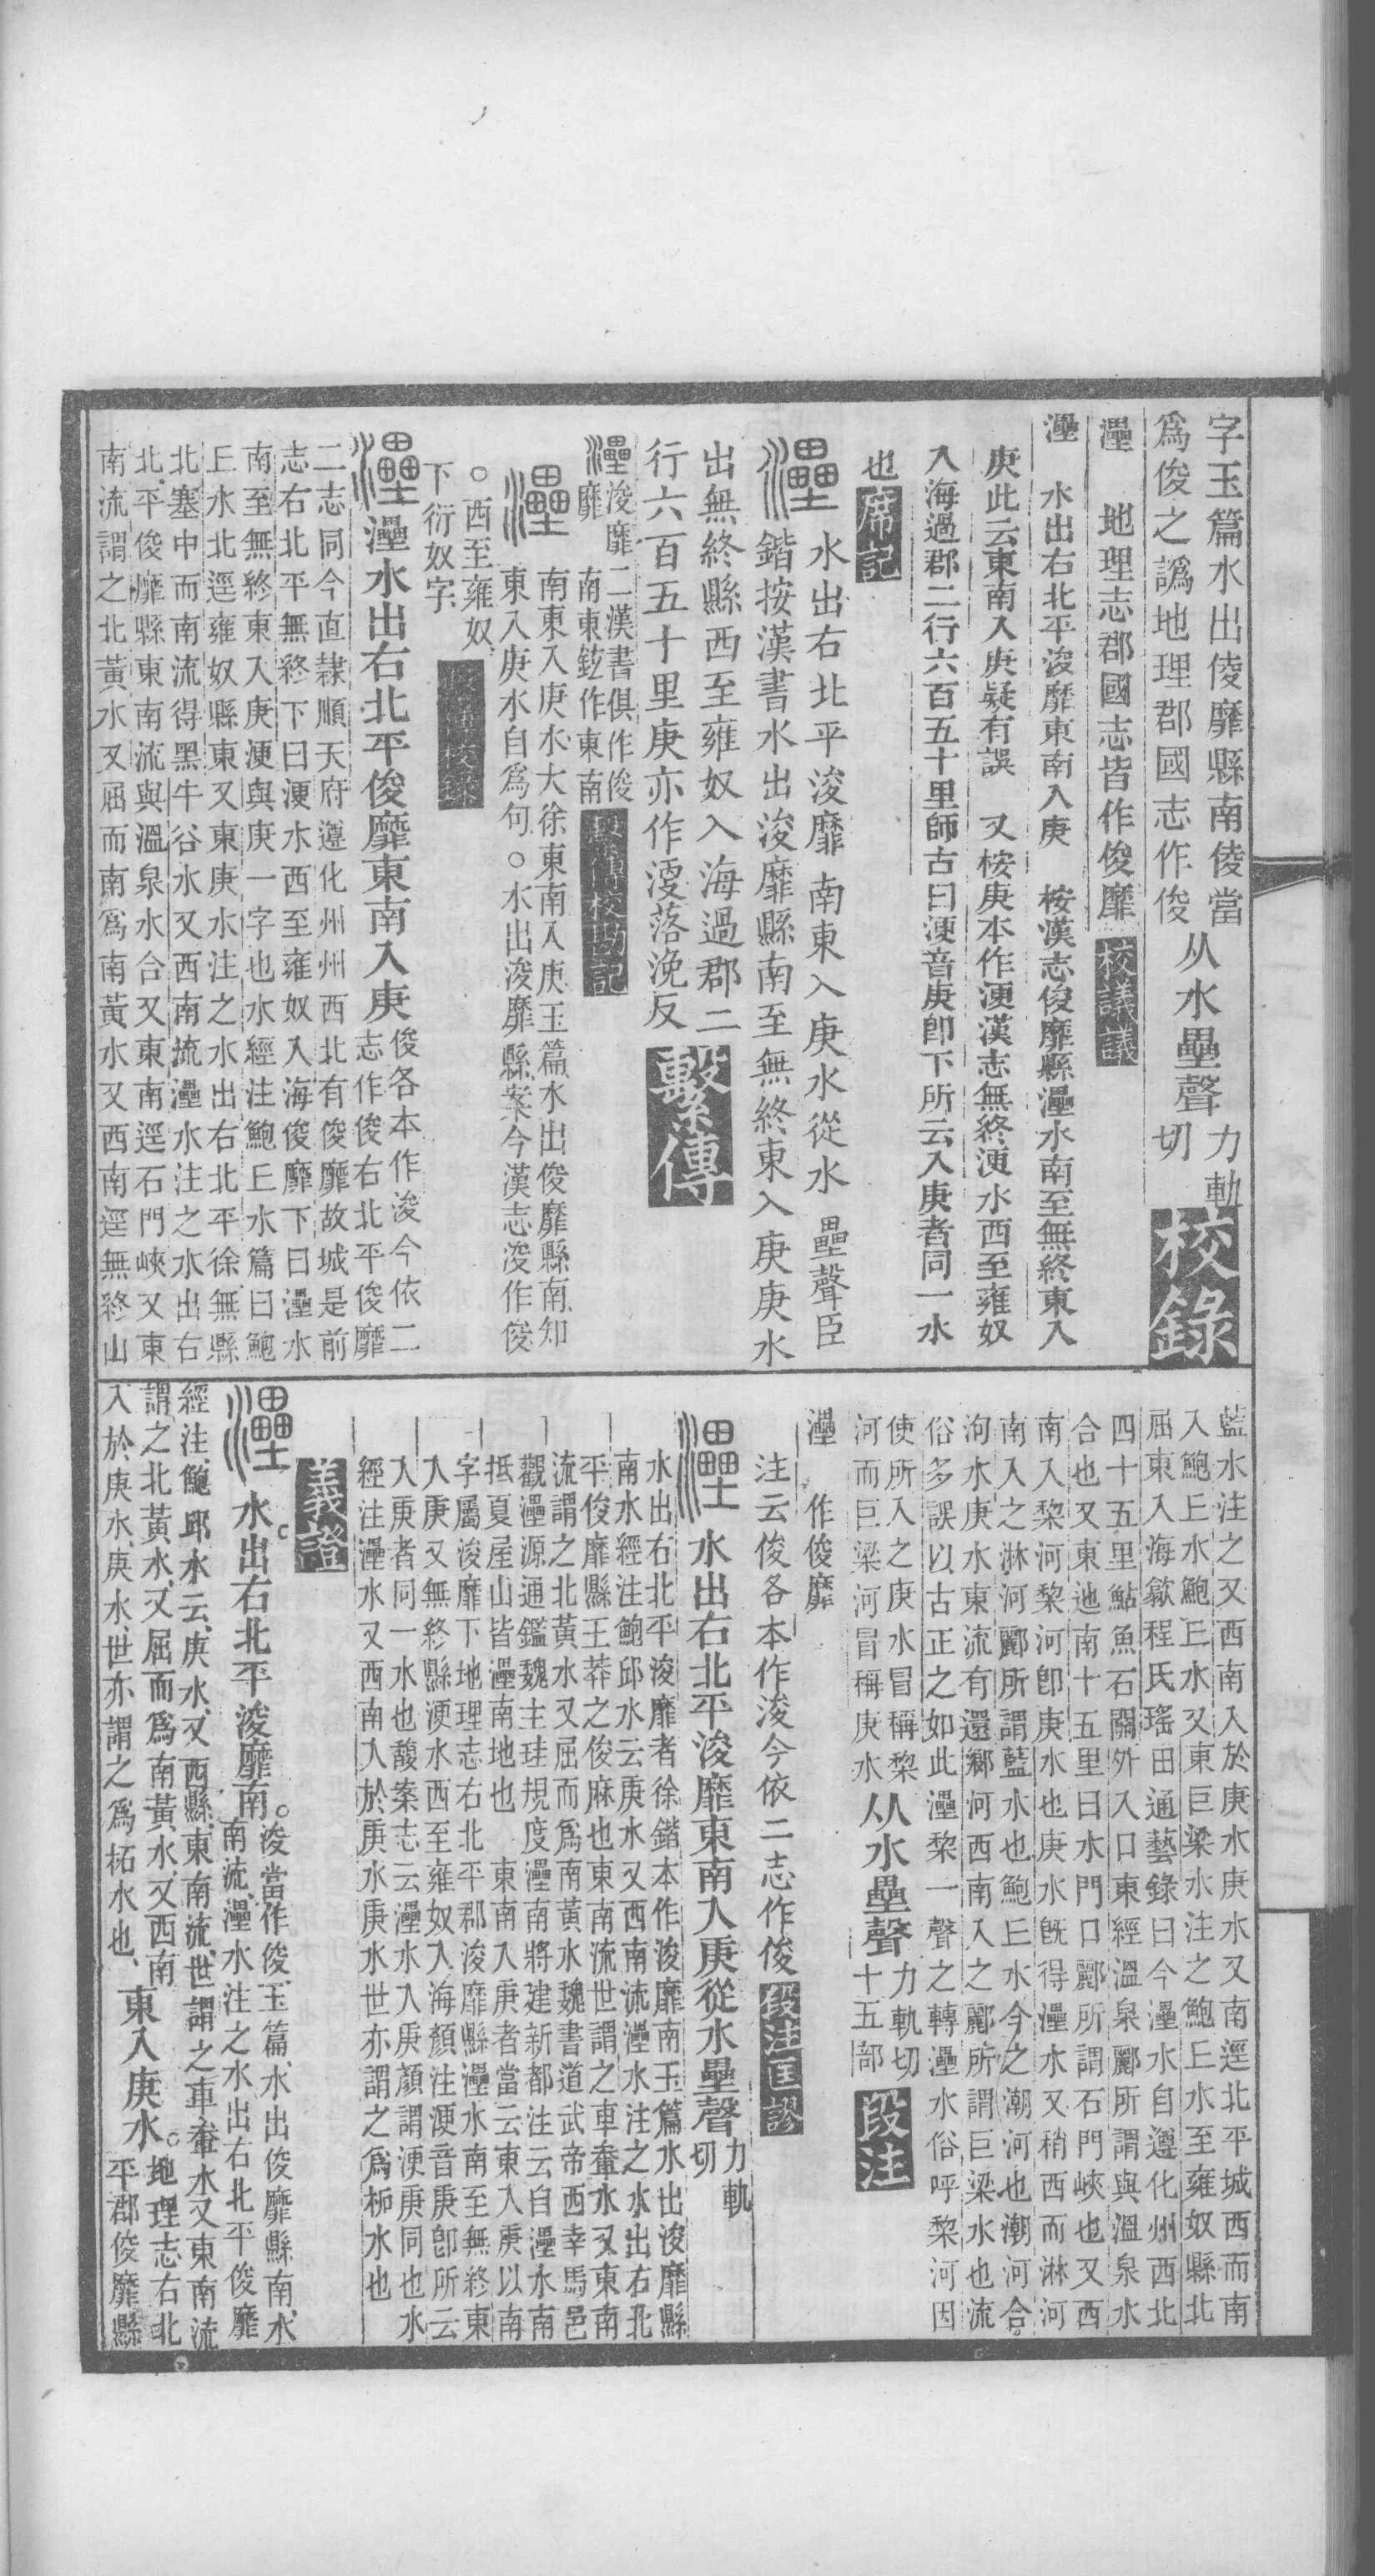 字玉篇水出俊靡縣南俊當
爲俊之譌地理郡國志作俊
从水壘聲
力軌
切
校錄
灅 地理志郡國志皆作俊靡
校議議
灅 水出右北平浚靡東南入庚 桉漢志俊靡縣灅水南至無終東入
庚此云東南入庚疑有誤 又桉庚本作浭漢志無終浭水西至雍奴
入海過郡二行六百五十里師古曰浭音庚卽下所云入庚者同一水
也
席記
灅水出右北平浚靡南東入庚水從水壘聲臣
鍇按漢書水出浚靡縣南至無終東入庚庚水
出無終縣西至雍奴入海過郡二
行六百五十里庚亦作浭落浼反
繫傳
灅浚靡二漢書俱作俊
靡 南東鉉作東南
灅南東入庚水大徐東南入庚玉篇水出俊靡縣南知
東入庚水自爲句○水出浚靡縣案今漢志浚作俊
○西至雍奴
下衍奴字
灅灅水出右北平俊靡東南入庚
俊各本作浚今依二
志作俊右北平俊靡
二志同今直隸順天府遵化州州西北有俊靡故城是前
志右北平無終下曰浭水西至雍奴入海俊靡下曰灅水
南至無終東入庚浭與庚一字也水經注鮑丘水篇曰鮑
丘水北逕雍奴縣東又東庚水注之水出右北平徐無縣
北塞中而南流得黑牛谷水又西南㳅灅水注之水出右
北平俊靡縣東南流與溫泉水合又東南逕石門峽又東
南流謂之北黃水又屈而南爲南黃水又西南逕無終山
藍水注之又西南入於庚水庚水又南逕北平城西而南
入鮑丘水鮑丘水又東巨梁水注之鮑丘水至雍奴縣北
屈東入海歙程氏瑤田通藝錄曰今灅水自遵化州西北
四十五里鮎魚石關外入口東經溫泉酈所謂與溫泉水
合也又東迆南十五里曰水門口酈所謂石門峽也又西
南入棃河棃河卽庚水也庚水旣得灅水又稍西而淋河
南入之淋河酈所謂藍水也鮑丘水今之潮河也潮河合
泃水庚水東流有還鄉河西南入之酈所謂巨梁水也流
俗多誤以古正之如此灅棃一聲之轉灅水俗呼棃河因
使所入之庚水冒稱棃
河而巨梁河冒稱庚水
从水壘聲
力軌切
十五部
段注
灅 作俊靡
注云俊各本作浚今依二志作俊
段注匡謬
灅水出右北平浚靡東南入庚從水壘聲
力軌
切
水出右北平浚靡者徐鍇本作浚靡南玉篇水出浚靡縣
南水經注鮑邱水云庚水又西南流灅水注之水出右北
平俊靡縣王莽之俊麻也東南流世謂之車軬水又東南
流謂之北黃水又屈而爲南黃水魏書道武帝西幸馬邑
觀灅源通鑑魏主珪規度灅南將建新都注云自灅水南
抵夏屋山皆灅南地也 東南入庚者當云東入庚以南
字屬浚靡下地理志右北平郡浚靡縣灅水南至無終東
入庚又無終縣浭水西至雍奴入海顏注浭音庚卽所云
入庚者同一水也馥案志云灅水入庚顏謂浭庚同也水
經注灅水又西南入於庚水庚水世亦謂之爲柘水也
義證
灅水出右北平浚靡南。
浚當作俊、玉篇、水出俊靡縣南、水
經注、鮑邱水云、庚水、又西南流、灅水注之、水出右北平俊靡
縣、東南流、世謂之車軬水、又東南流
謂之北黃水、又屈而爲南黃水、又西南
入於庚水、庚水、世亦謂之爲柘水也、
東入庚水。
地理志右北
平郡俊靡縣